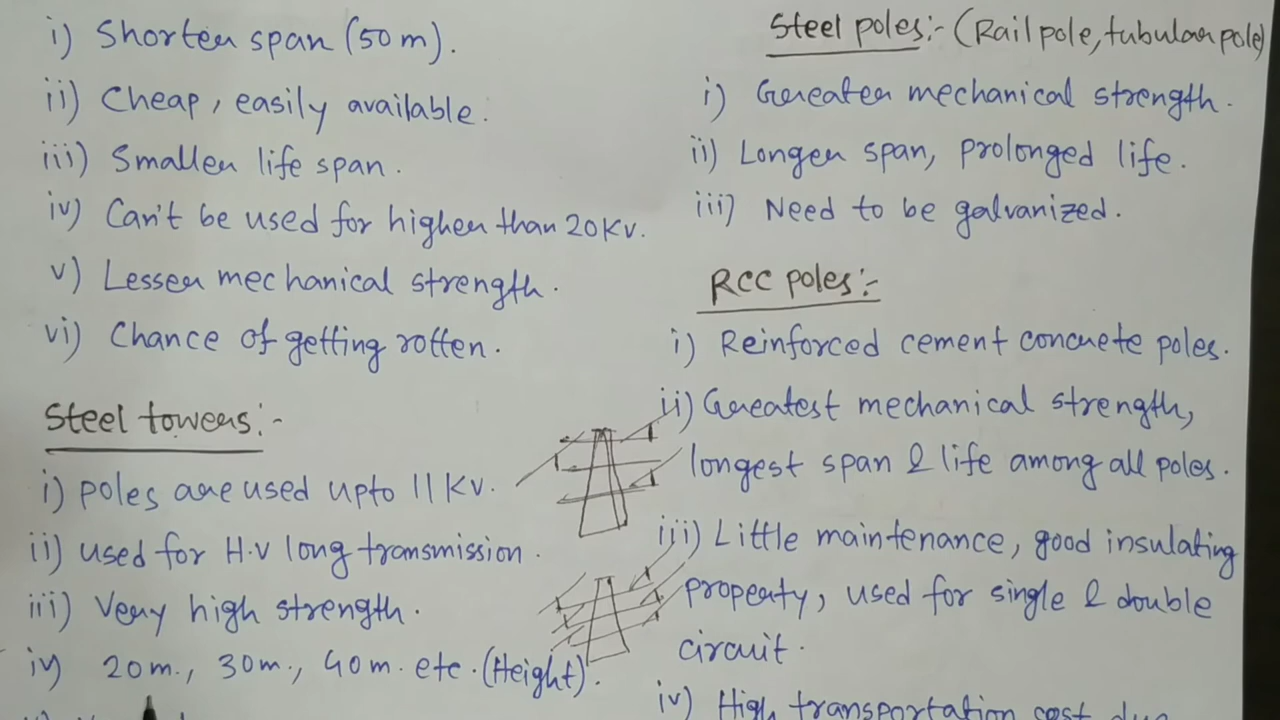 i) Shorter span (50 m).
ii) Cheap, easily available.
iii) Smaller life span.
iv) Can't be used for higher than 20KV.
v) Lesser mechanical strength.
vi) Chance of getting rotten.
Steel towers:-
i) poles are used upto 11 KV.
ii) used for H.V long transmission.
iii) Very high strength.
iv) 20m., 30m., 40m. etc. (Height).
Steel poles:- (Rail pole, tubular pole)
i) Greater mechanical strength.
ii) Longer span, prolonged life.
iii) Need to be galvanized.
RCC poles:-
i) Reinforced cement concrete poles.
ii) Greatest mechanical strength,
longest span & life among all poles.
iii) Little maintenance, good insulating
property, used for single & double
circuit.
iv) High transportation cost due